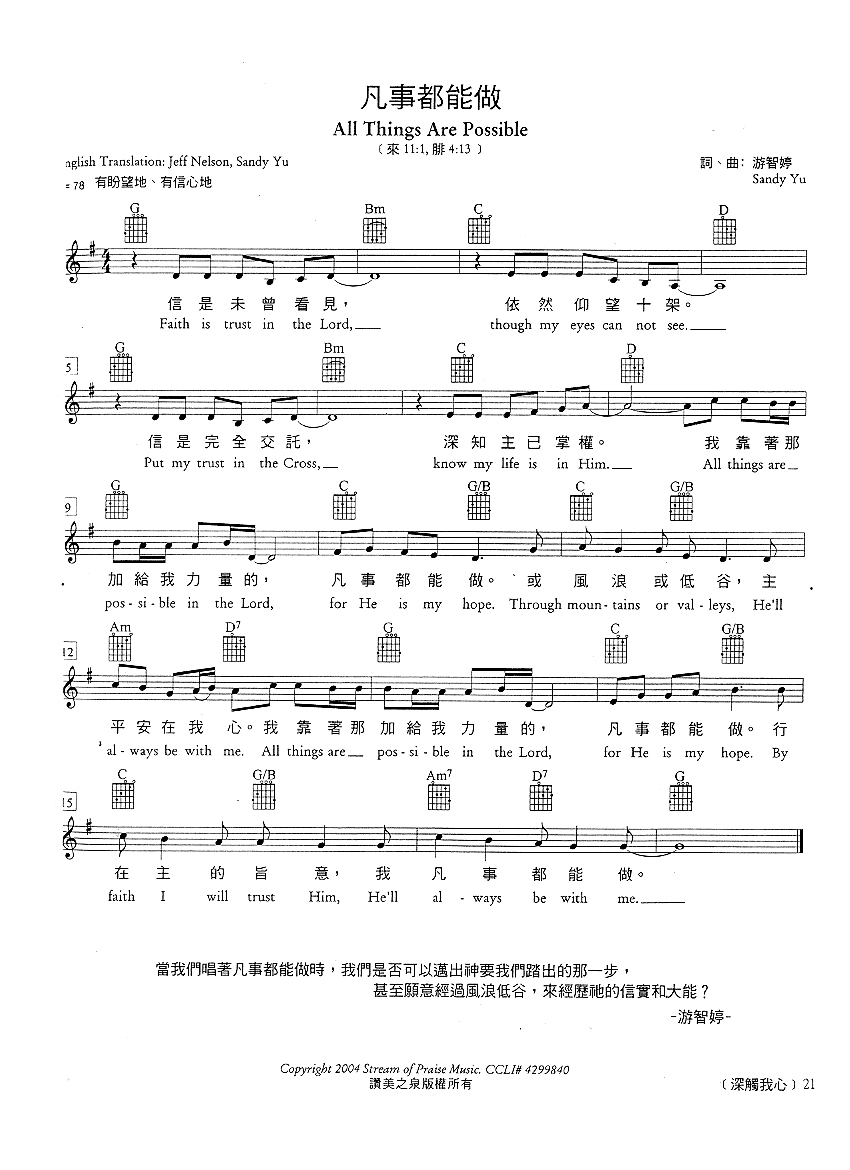 凡事都能做
All Things Are Possible
（來 11:1, 腓 4:13 ）
nglish Translation: Jeff Nelson, Sandy Yu
詞、曲：游智婷
= 78 有盼望地、有信心地
Sandy Yu
G Bm C D
4/4
信是未曾看見， 依然仰望十架。
Faith is trust in the Lord,___ though my eyes can not see.___
G Bm C D
5
信是完全交託， 深知主已掌權。 我靠著那
Put my trust in the Cross,__ know my life is in Him.___ All things are_
G C G/B C G/B
9
加給我力量的， 凡事都能做。 或風浪或低谷，主
pos - si - ble in the Lord, for He is my hope. Through moun - tains or val - leys, He'll
Am D7 G C G/B
12
平安在我心。我靠著那加給我力量的， 凡事都能做。行
al - ways be with me. All things are__ pos - si - ble in the Lord, for He is my hope. By
C G/B Am7 D7 G
15
在主的旨意，我凡事都能做。
faith I will trust Him, He'll al - ways be with me.____
當我們唱著凡事都能做時，我們是否可以邁出神要我們踏出的那一步，
甚至願意經過風浪低谷，來經歷祂的信實和大能？
-游智婷-
Copyright 2004 Stream of Praise Music. CCLI# 4299840
讚美之泉版權所有
（深觸我心）21